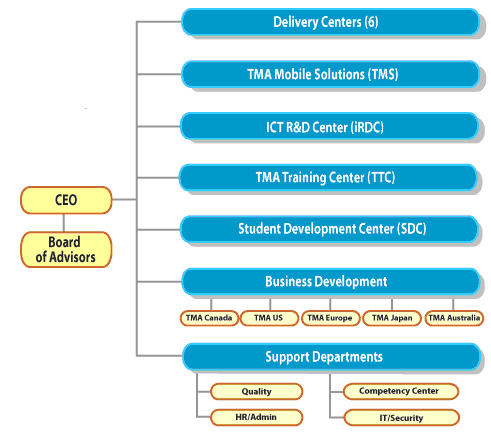 Delivery Centers (6)
TMA Mobile Solutions (TMS)
ICT R&D Center (iRDC)
TMA Training Center (TTC)
CEO
Board
of Advisors
Student Development Center (SDC)
Business Development
TMA Canada
TMA US
TMA Europe
TMA Japan
TMA Australia
Support Departments
Quality
Competency Center
HR/Admin
IT/Security